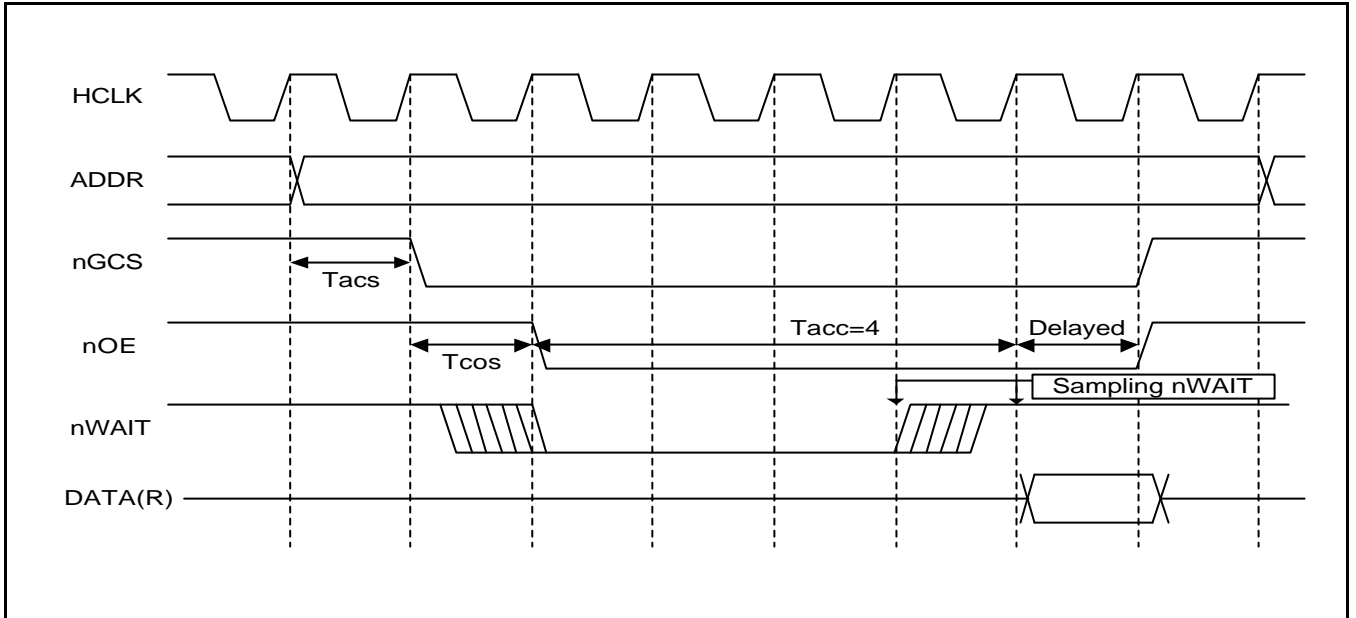 HCLK
ADDR
nGCS
Tacs
nOE
Tacc=4
Delayed
Tcos
Sampling nWAIT
nWAIT
DATA(R)